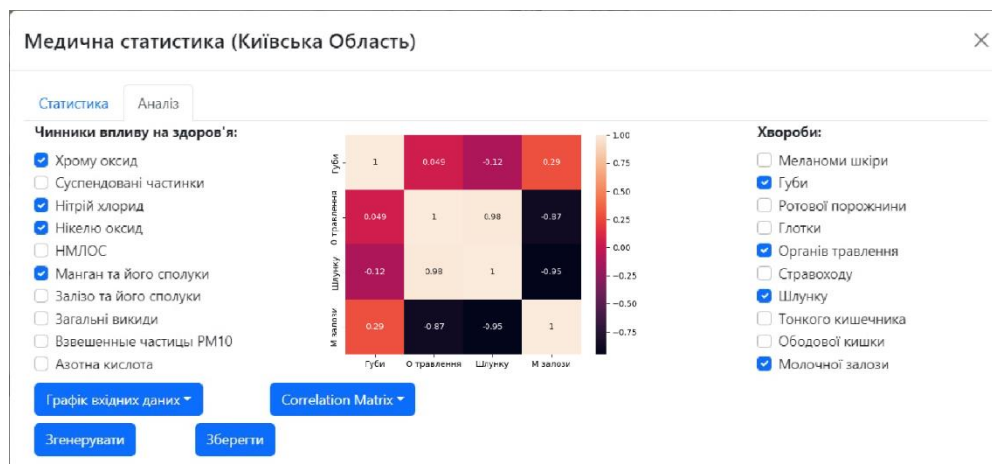 Медична статистика (Київська Область)
Статистика
Аналіз
Чинники впливу на здоров'я:
Хрому оксид
Суспендовані частинки
Нітрій хлорид
Нікелю оксид
НМЛОС
Манган та його сполуки
Залізо та його сполуки
Загальні викиди
Взвешенные частицы PM10
Азотна кислота
Губи
О травлення
Шлунку
М залози
1 0.049 -0.12 0.29
0.049 1 0.98 -0.87
-0.12 0.98 1 -0.95
0.29 -0.87 -0.95 1
Губи О травлення Шлунку М залози
1.00
0.75
0.50
0.25
0.00
-0.25
-0.50
-0.75
Хвороби:
Меланоми шкіри
Губи
Ротової порожнини
Глотки
Органів травлення
Стравоходу
Шлунку
Тонкого кишечника
Ободової кишки
Молочної залози
Графік вхідних даних
Correlation Matrix
Згенерувати
Зберегти